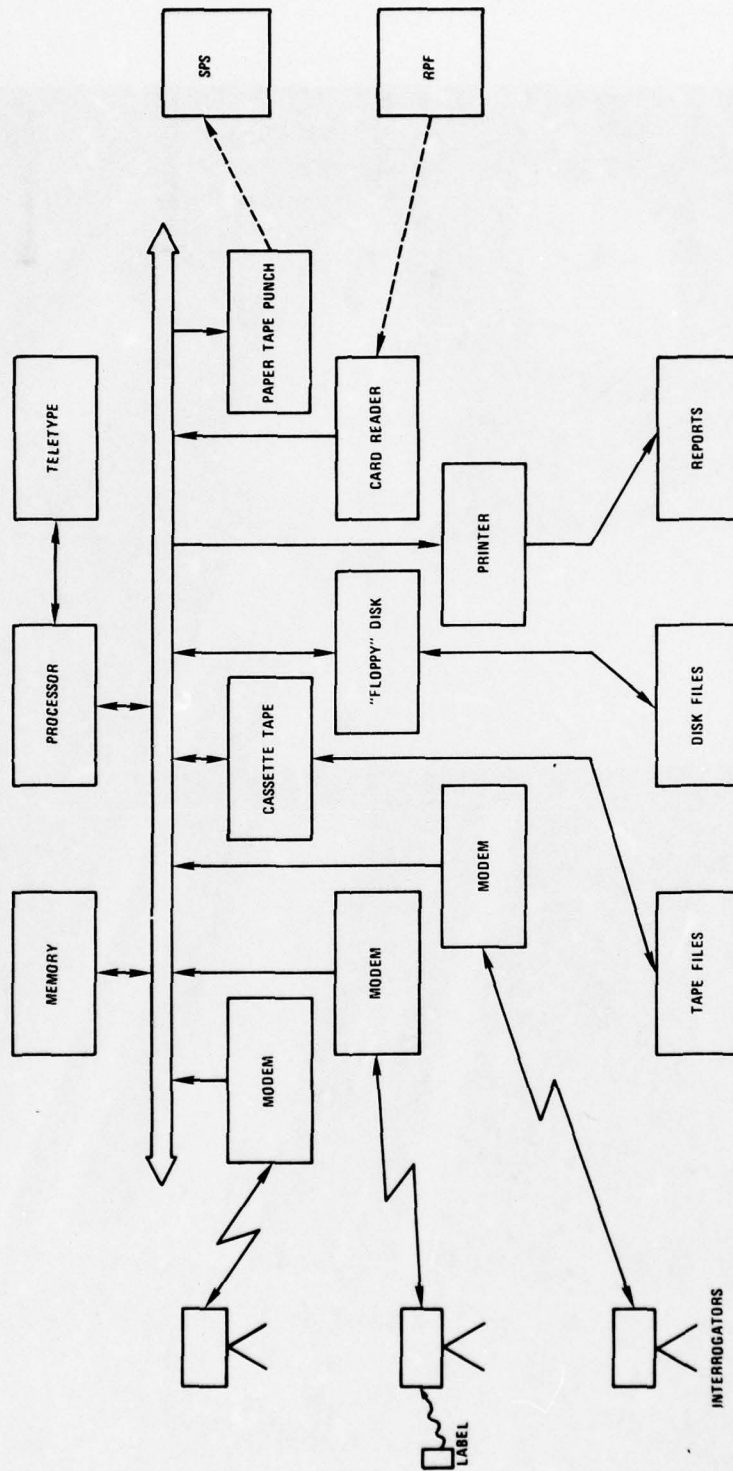 MEMORY
PROCESSOR
TELETYPE
MODEM
CASSETTE TAPE
PAPER TAPE PUNCH
SPS
MODEM
"FLOPPY" DISK
CARD READER
RPF
MODEM
PRINTER
LABEL
INTERROGATORS
TAPE FILES
DISK FILES
REPORTS